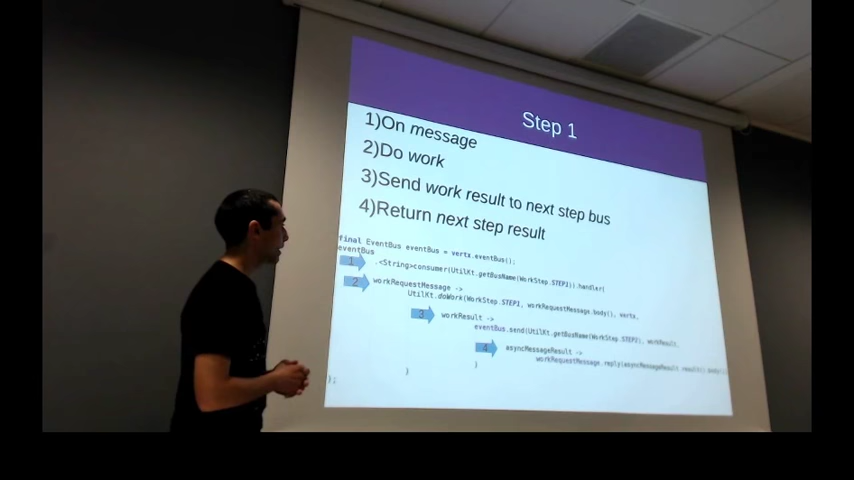 Step 1
1)On message
2)Do work
3)Send work result to next step bus
4)Return next step result
final EventBus eventBus = vertx.eventBus();
eventBus
1 .<String>consumer(UtilKt.getBusName(WorkStep.STEP1)).handler(
2 workRequestMessage ->
UtilKt.doWork(WorkStep.STEP1, workRequestMessage.body(), vertx,
3 workResult ->
eventBus.send(UtilKt.getBusName(WorkStep.STEP2), workResult,
4 asyncMessageResult ->
workRequestMessage.reply(asyncMessageResult.result().body())
)
)
);